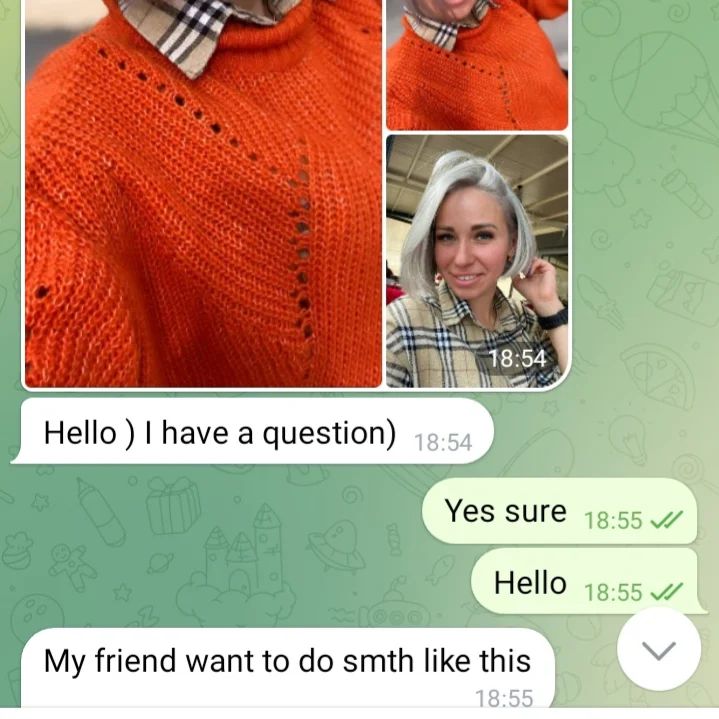 18:54
Hello ) I have a question) 18:54
Yes sure 18:55
Hello 18:55
My friend want to do smth like this
18:55